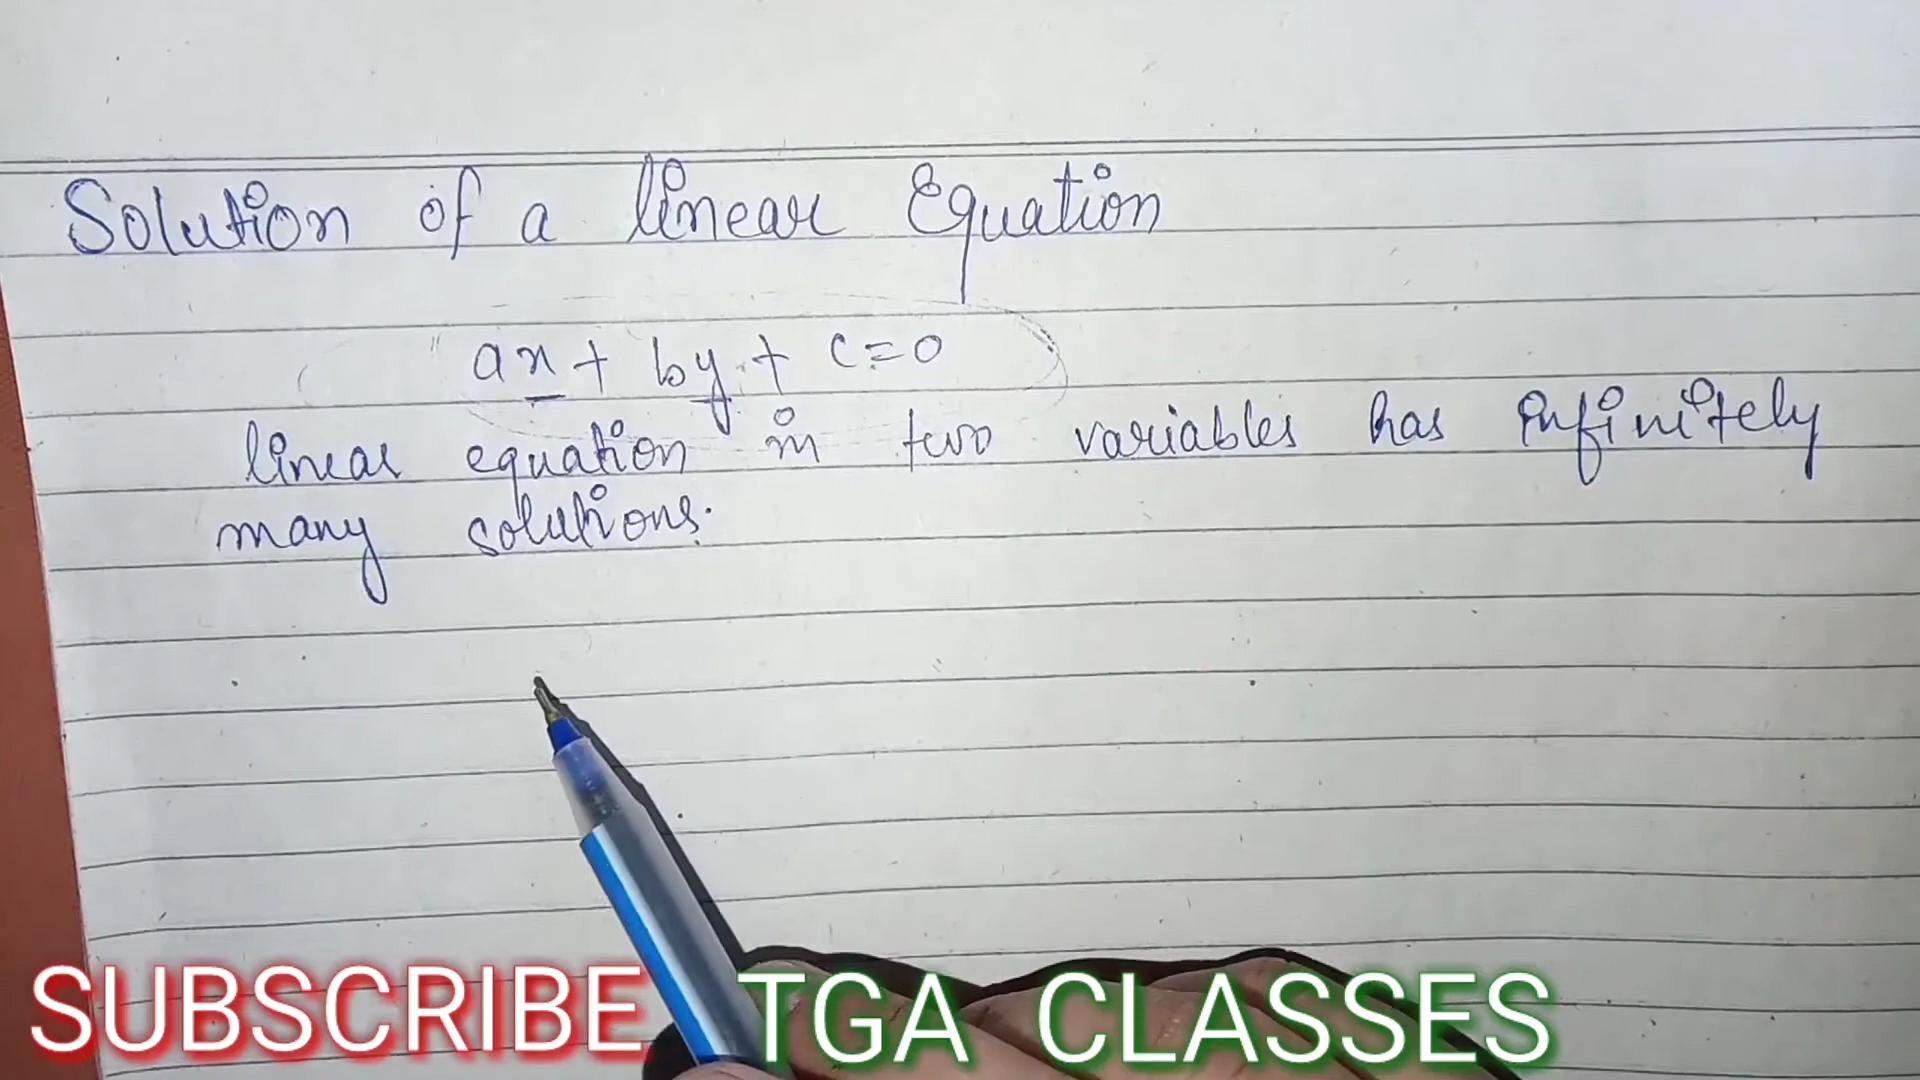 Solution of a linear Equation
ax + by + c = 0
linear equation in two variables has infinitely
many solutions.
SUBSCRIBE TGA CLASSES